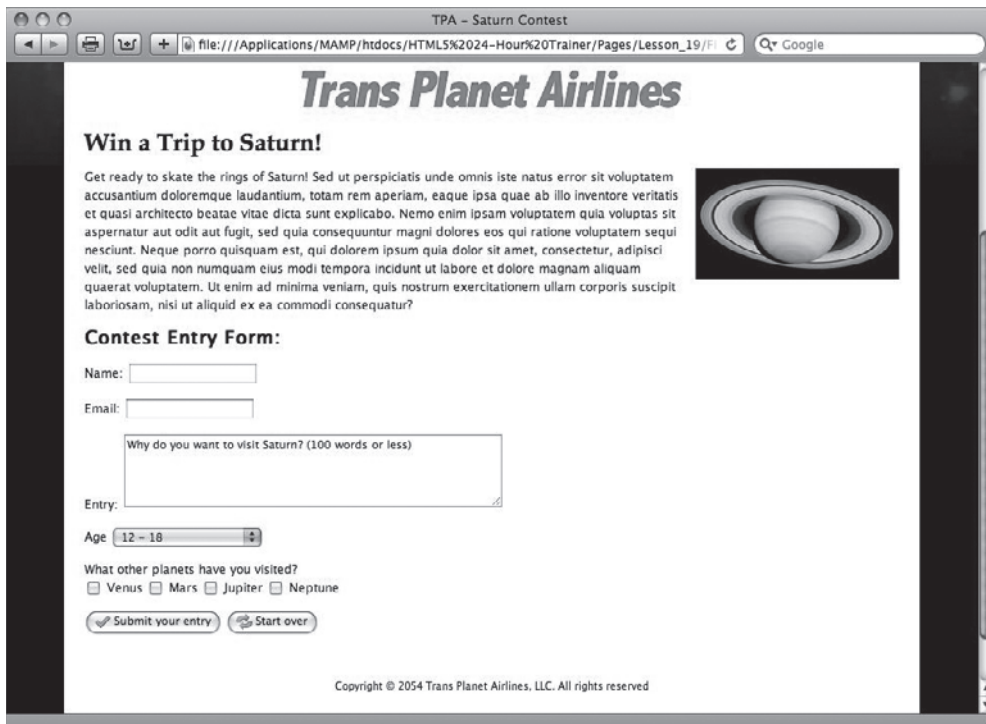 TPA – Saturn Contest
file:///Applications/MAMP/htdocs/HTML5%2024-Hour%20Trainer/Pages/Lesson_19/Fi
Google
Trans Planet Airlines
Win a Trip to Saturn!
Get ready to skate the rings of Saturn! Sed ut perspiciatis unde omnis iste natus error sit voluptatem
accusantium doloremque laudantium, totam rem aperiam, eaque ipsa quae ab illo inventore veritatis
et quasi architecto beatae vitae dicta sunt explicabo. Nemo enim ipsam voluptatem quia voluptas sit
aspernatur aut odit aut fugit, sed quia consequuntur magni dolores eos qui ratione voluptatem sequi
nesciunt. Neque porro quisquam est, qui dolorem ipsum quia dolor sit amet, consectetur, adipisci
velit, sed quia non numquam eius modi tempora incidunt ut labore et dolore magnam aliquam
quaerat voluptatem. Ut enim ad minima veniam, quis nostrum exercitationem ullam corporis suscipit
laboriosam, nisi ut aliquid ex ea commodi consequatur?
Contest Entry Form:
Name:
Email:
Why do you want to visit Saturn? (100 words or less)
Entry:
Age 12 – 18
What other planets have you visited?
Venus Mars Jupiter Neptune
Submit your entry Start over
Copyright © 2054 Trans Planet Airlines, LLC. All rights reserved